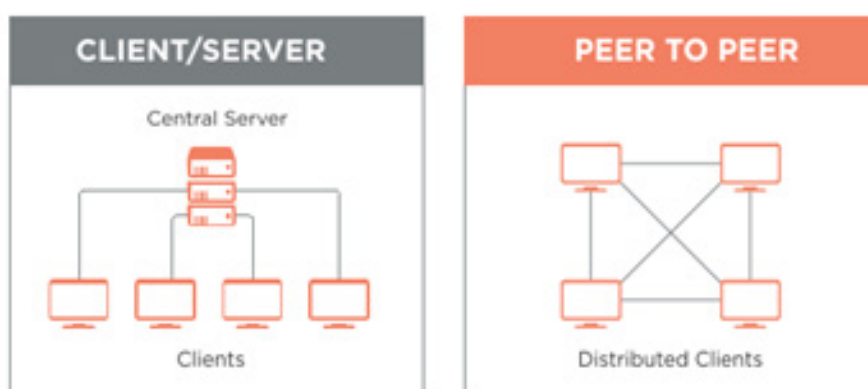 CLIENT/SERVER
Central Server
Clients
PEER TO PEER
Distributed Clients